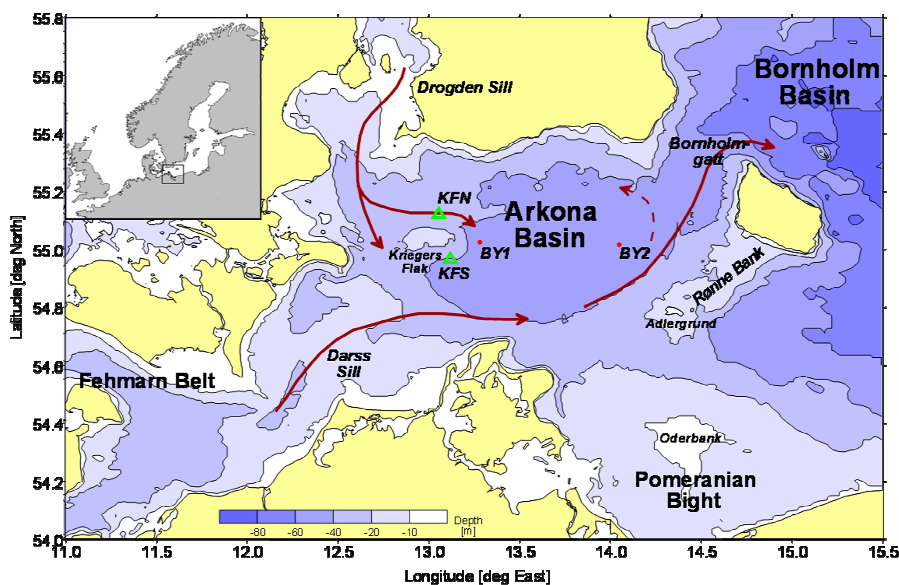 55.8
55.6
55.4
55.2
55.0
54.8
54.6
54.4
54.2
54.0
Latitude [deg North]
Drogden Sill
Bornholm
Basin
Bornholm-
gatt
KFN
Arkona
Basin
BY1
BY2
Kriegers
Flak
KFS
Rønne Bank
Adlergrund
Darss
Sill
Fehmarn Belt
Oderbank
Pomeranian
Bight
Depth
[m]
-80 -60 -40 -20 -10
11.0 11.5 12.0 12.5 13.0 13.5 14.0 14.5 15.0 15.5
Longitude [deg East]